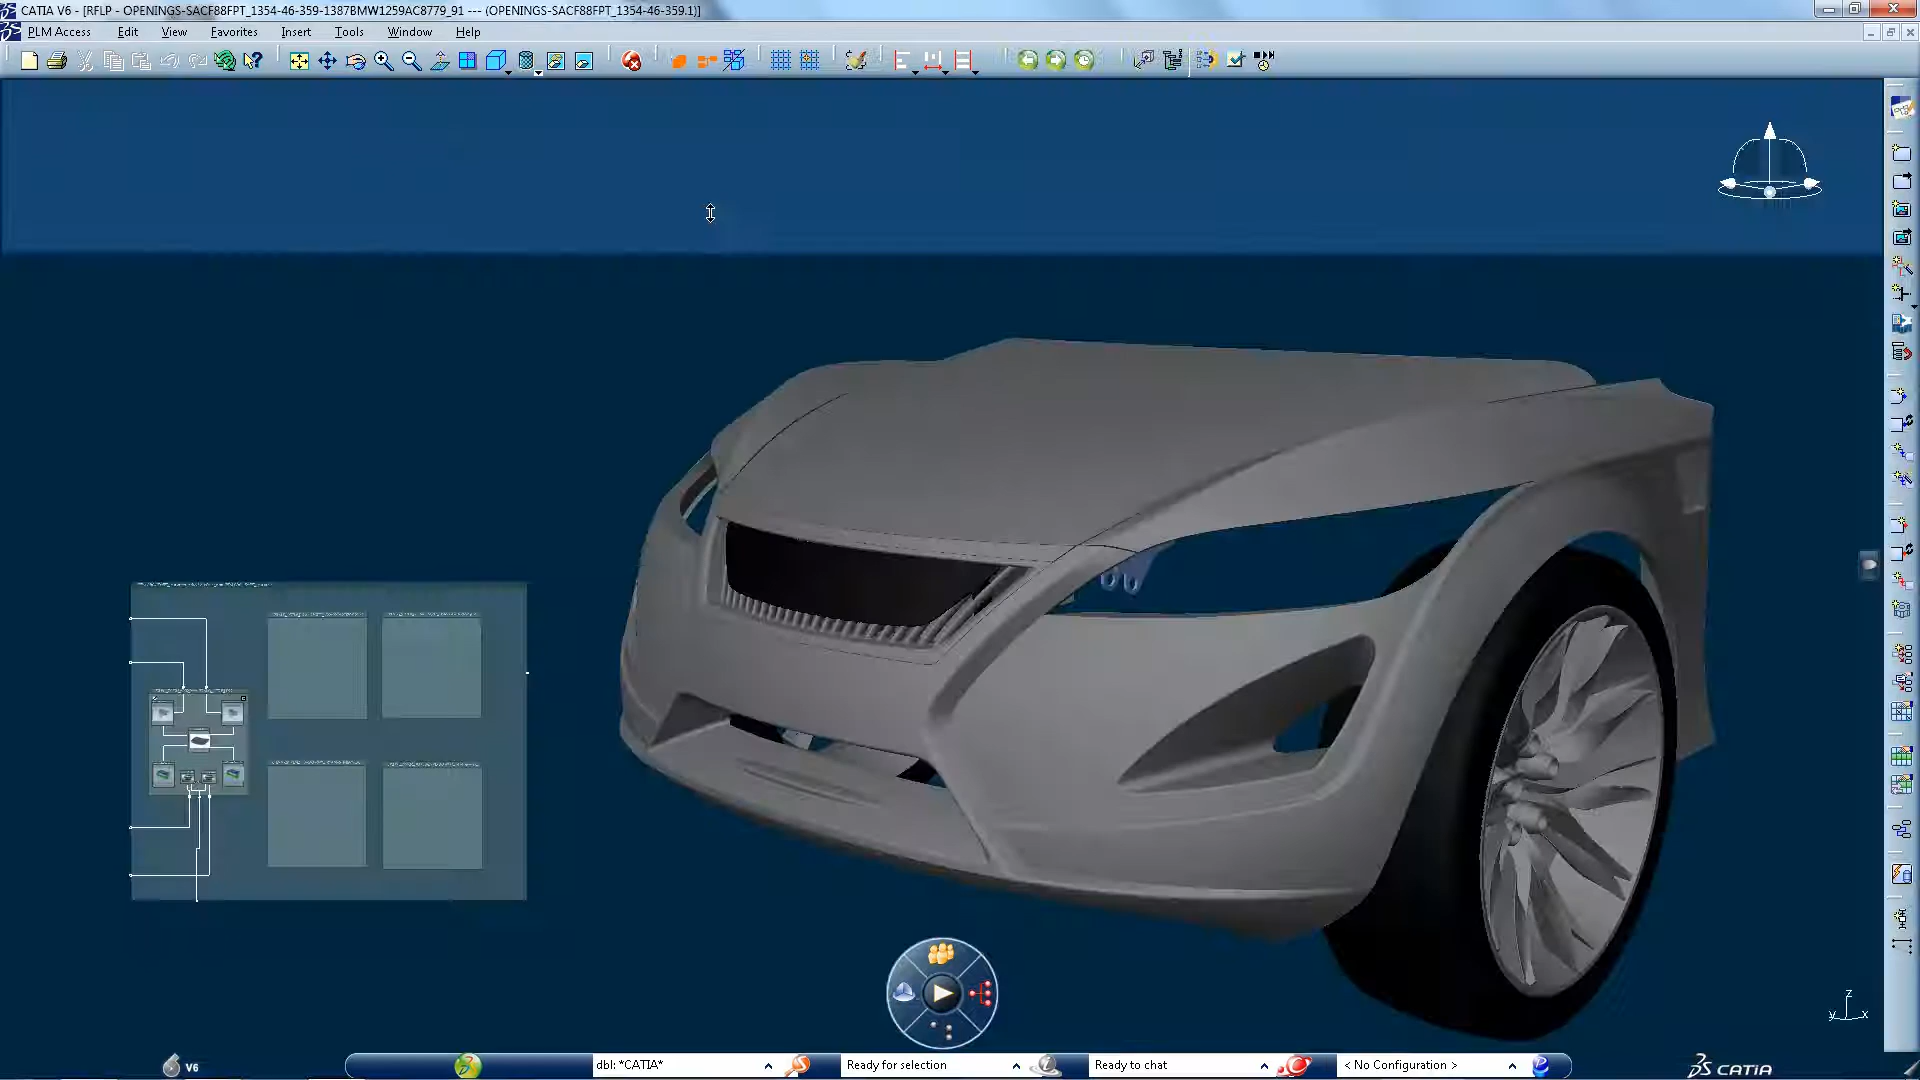 CATIA V6 - [RFLP - OPENINGS-SACF88FPT_1354-46-359-1387BMW1259AC8779_91 --- (OPENINGS-SACF88FPT_1354-46-359.1)]
PLM Access Edit View Favorites Insert Tools Window Help
z
y x
V6
dbl: *CATIA*
Ready for selection
Ready to chat
< No Configuration >
CATIA